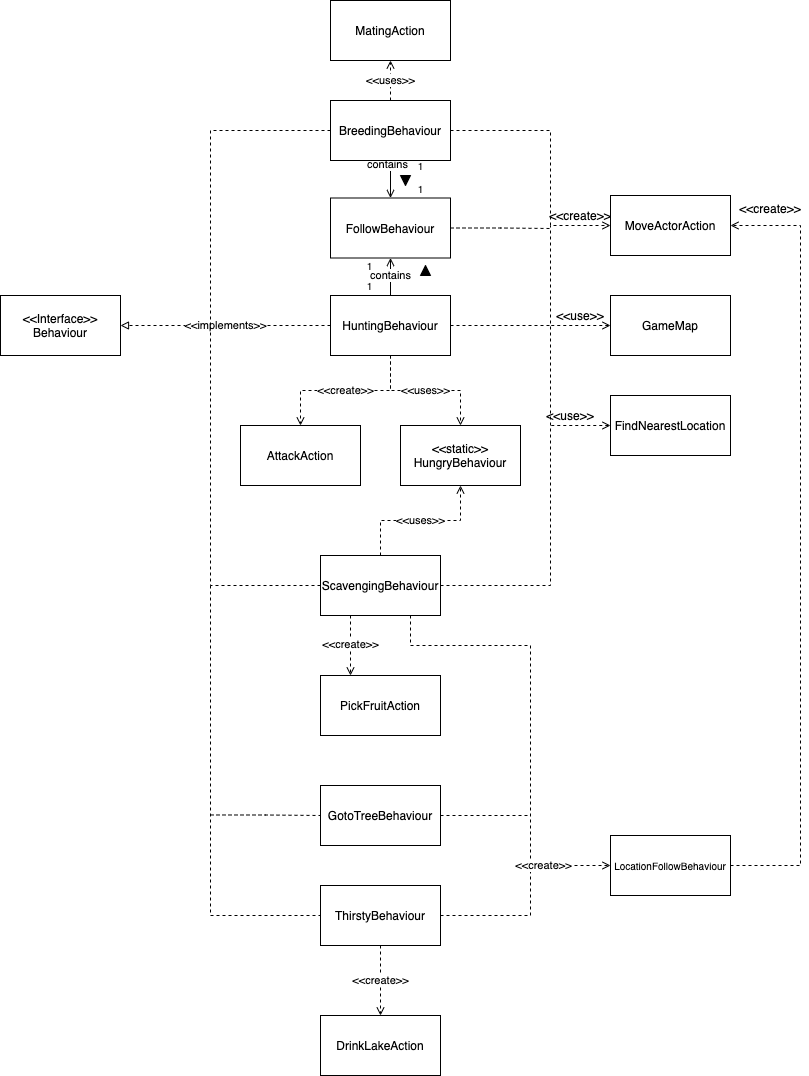 MatingAction
<<uses>>
BreedingBehaviour
contains
1
1
FollowBehaviour
<<create>>
MoveActorAction
<<create>>
1
contains
1
<<Interface>>
Behaviour
<<implements>>
HuntingBehaviour
<<use>>
GameMap
<<create>>
<<uses>>
<<use>>
FindNearestLocation
AttackAction
<<static>>
HungryBehaviour
<<uses>>
ScavengingBehaviour
<<create>>
PickFruitAction
GotoTreeBehaviour
<<create>>
LocationFollowBehaviour
ThirstyBehaviour
<<create>>
DrinkLakeAction